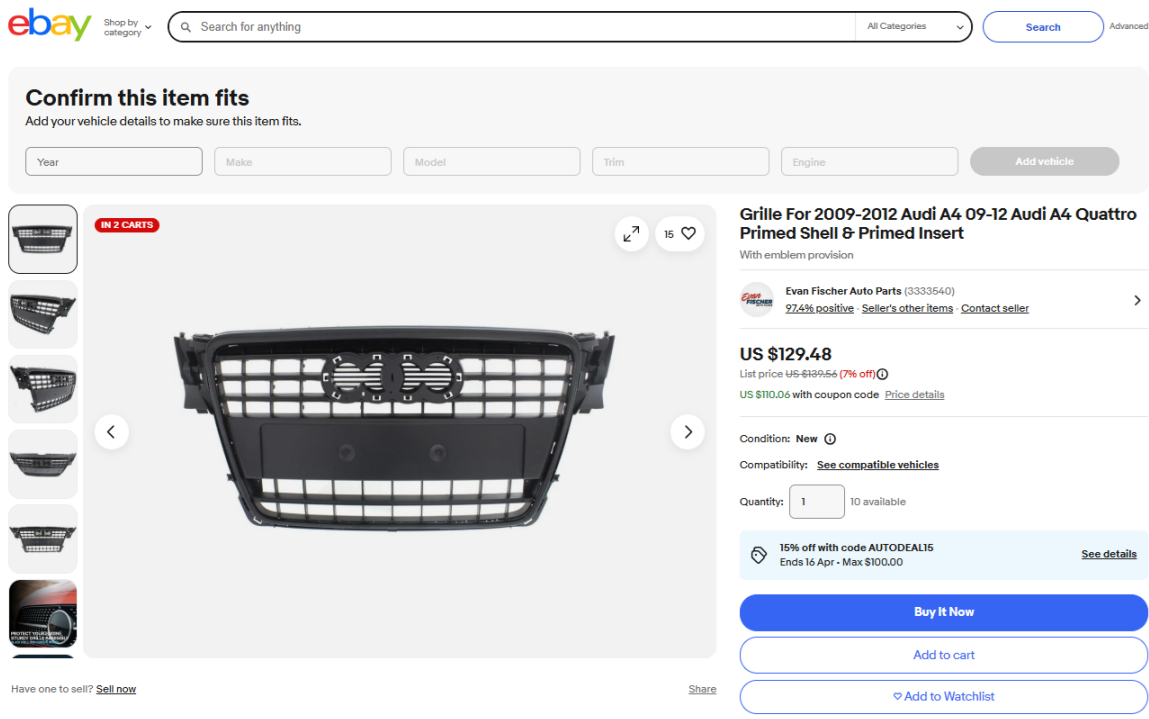 ebay
Shop by
category
Search for anything
All Categories
Search
Advanced
Confirm this item fits
Add your vehicle details to make sure this item fits.
Year
Make
Model
Trim
Engine
Add vehicle
IN 2 CARTS
15
Grille For 2009-2012 Audi A4 09-12 Audi A4 Quattro
Primed Shell & Primed Insert
With emblem provision
Evan Fischer Auto Parts (3333540)
97.4% positive · Seller's other items · Contact seller
US $129.48
List price US $139.56 (7% off)
US $110.06 with coupon code Price details
Condition: New
Compatibility: See compatible vehicles
Quantity: 1 10 available
15% off with code AUTODEAL15
Ends 16 Apr • Max $100.00
See details
Buy It Now
Add to cart
Add to Watchlist
Have one to sell? Sell now
Share